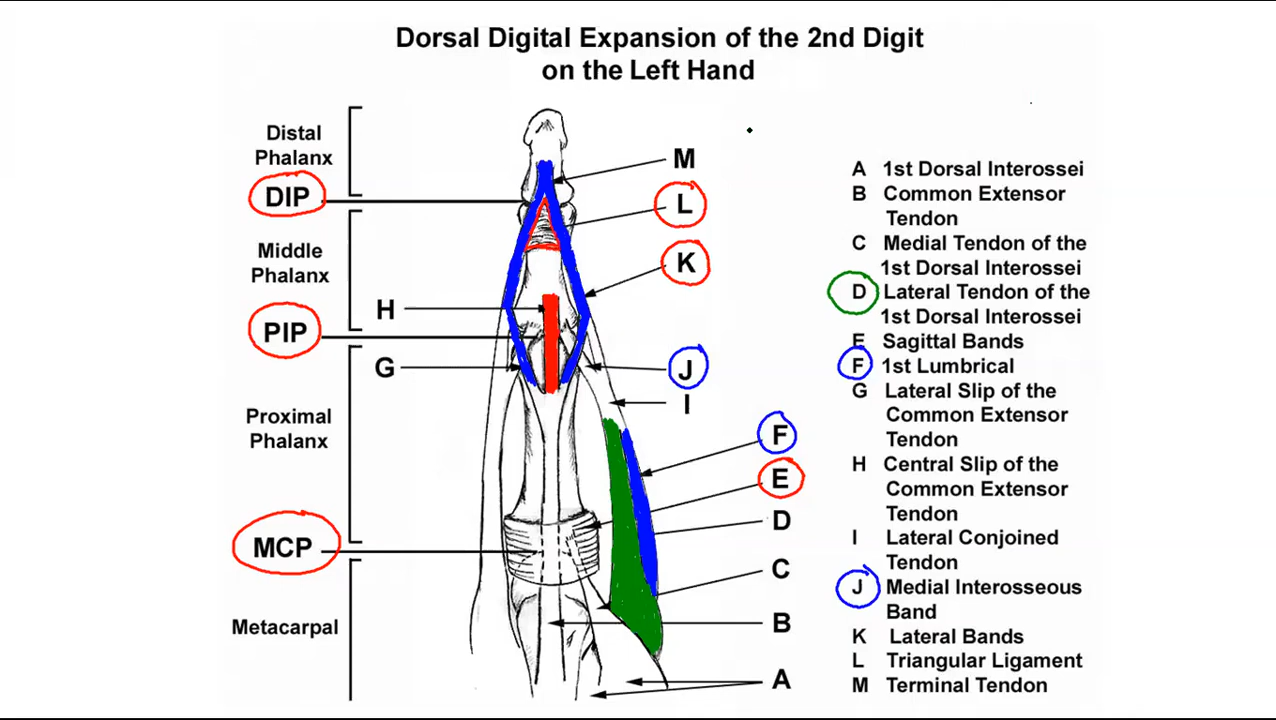 Dorsal Digital Expansion of the 2nd Digit
on the Left Hand
Distal
Phalanx
DIP
Middle
Phalanx
PIP
Proximal
Phalanx
MCP
Metacarpal
H
G
M
L
K
J
I
F
E
D
C
B
A
A 1st Dorsal Interossei
B Common Extensor
Tendon
C Medial Tendon of the
1st Dorsal Interossei
D Lateral Tendon of the
1st Dorsal Interossei
E Sagittal Bands
F 1st Lumbrical
G Lateral Slip of the
Common Extensor
Tendon
H Central Slip of the
Common Extensor
Tendon
I Lateral Conjoined
Tendon
J Medial Interosseous
Band
K Lateral Bands
L Triangular Ligament
M Terminal Tendon